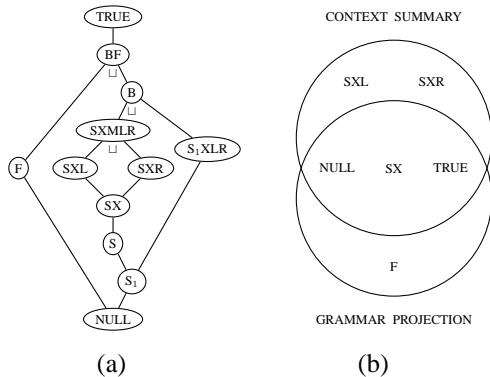 TRUE
BF
⊔
B
⊔
SXMLR
⊔
S₁XLR
F
SXL
SXR
SX
S
S₁
NULL
(a)
CONTEXT SUMMARY
SXL SXR
NULL SX TRUE
F
GRAMMAR PROJECTION
(b)